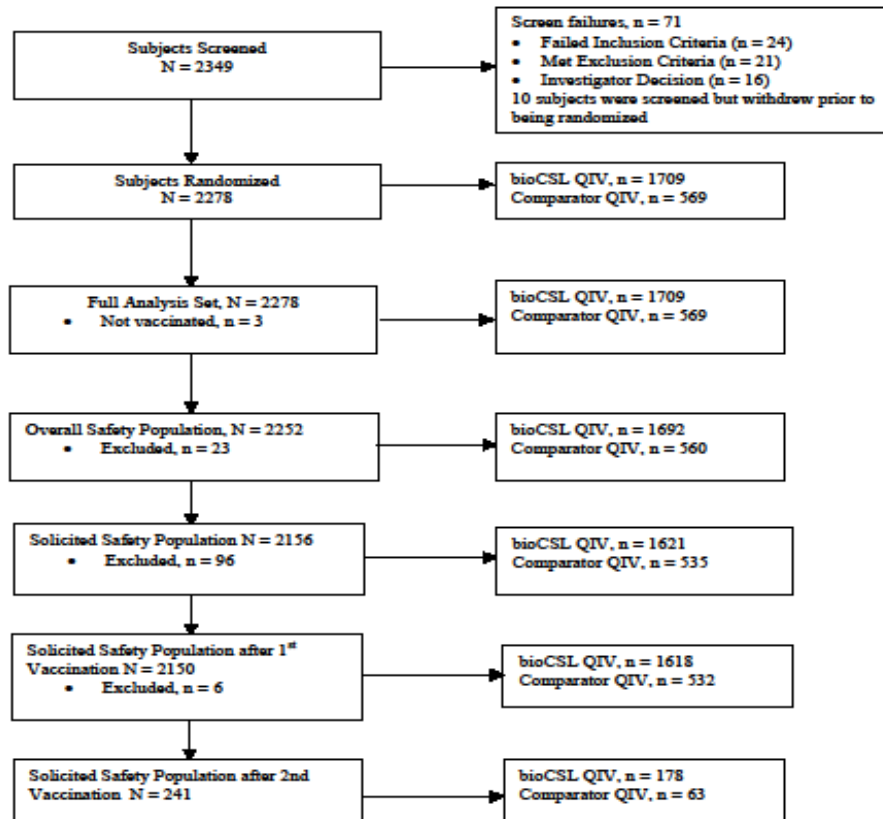 Subjects Screened
N = 2349
Screen failures, n = 71
• Failed Inclusion Criteria (n = 24)
• Met Exclusion Criteria (n = 21)
• Investigator Decision (n = 16)
10 subjects were screened but withdrew prior to
being randomized
Subjects Randomized
N = 2278
bioCSL QIV, n = 1709
Comparator QIV, n = 569
Full Analysis Set, N = 2278
• Not vaccinated, n = 3
bioCSL QIV, n = 1709
Comparator QIV, n = 569
Overall Safety Population, N = 2252
• Excluded, n = 23
bioCSL QIV, n = 1692
Comparator QIV, n = 560
Solicited Safety Population N = 2156
• Excluded, n = 96
bioCSL QIV, n = 1621
Comparator QIV, n = 535
Solicited Safety Population after 1st
Vaccination N = 2150
• Excluded, n = 6
bioCSL QIV, n = 1618
Comparator QIV, n = 532
Solicited Safety Population after 2nd
Vaccination N = 241
bioCSL QIV, n = 178
Comparator QIV, n = 63